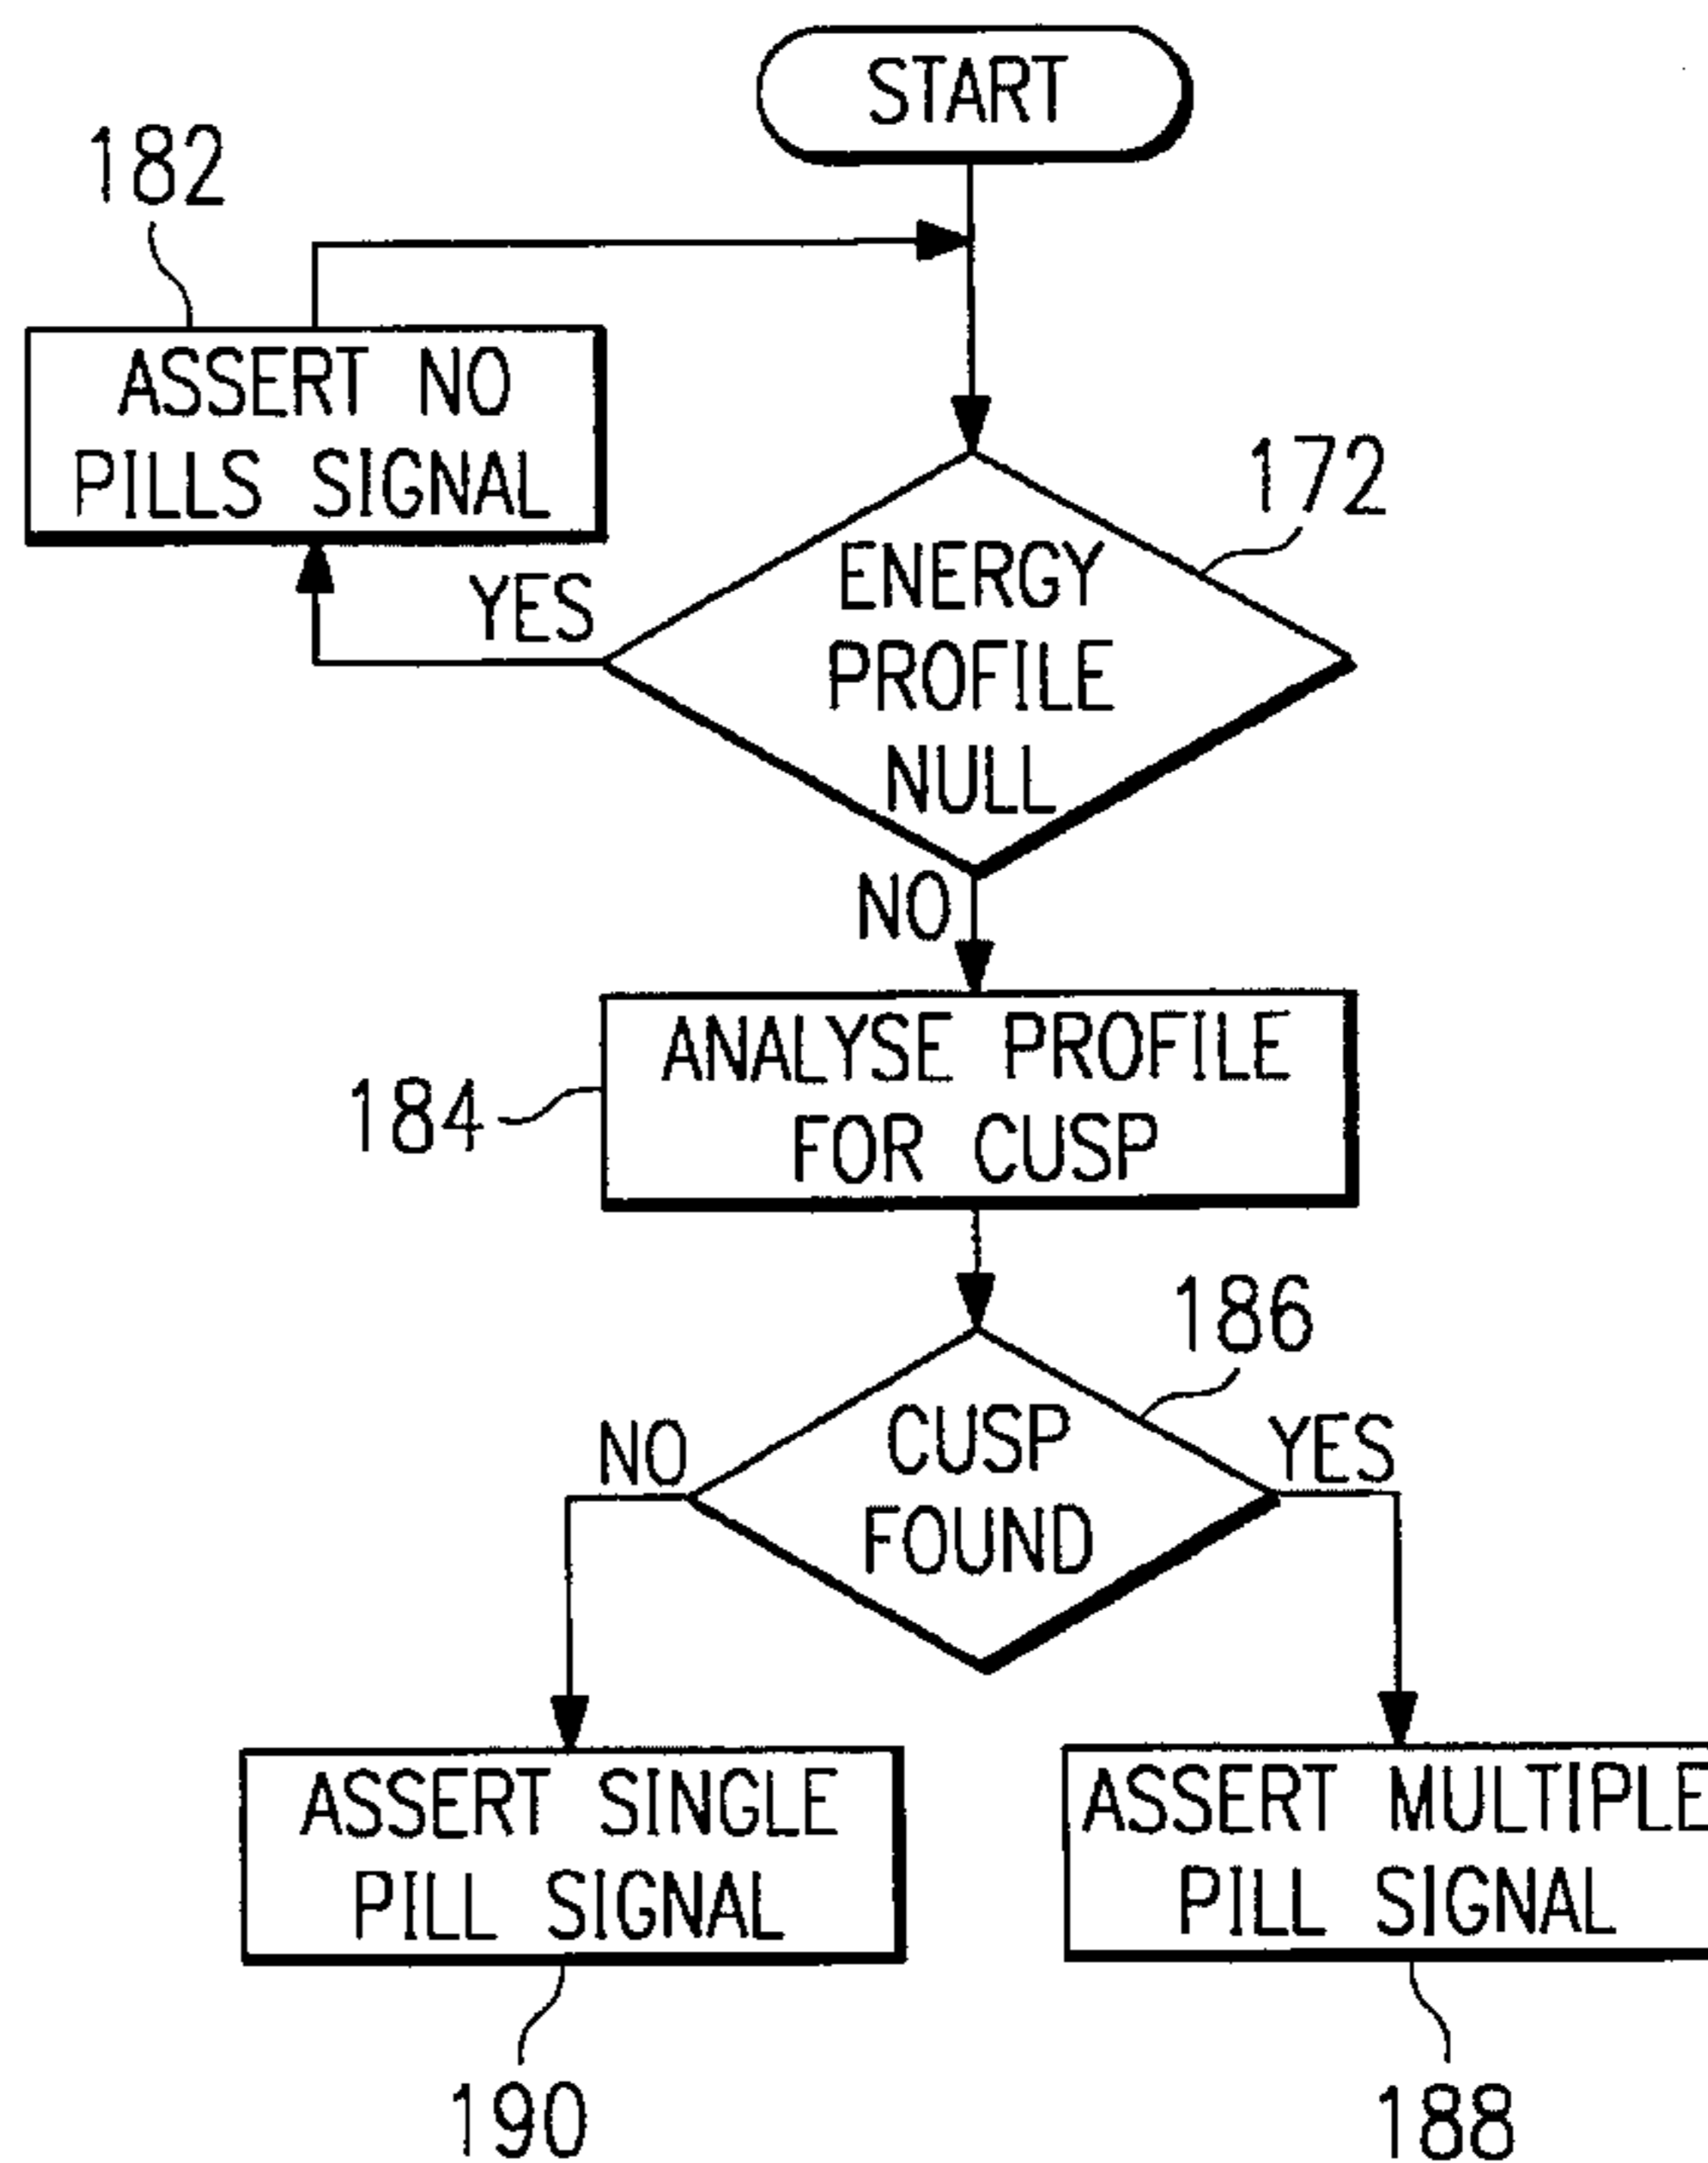 START
182
ASSERT NO
PILLS SIGNAL
172
ENERGY
PROFILE
NULL
YES
NO
ANALYSE PROFILE
FOR CUSP
184
186
CUSP
FOUND
NO
YES
ASSERT SINGLE
PILL SIGNAL
ASSERT MULTIPLE
PILL SIGNAL
190
188